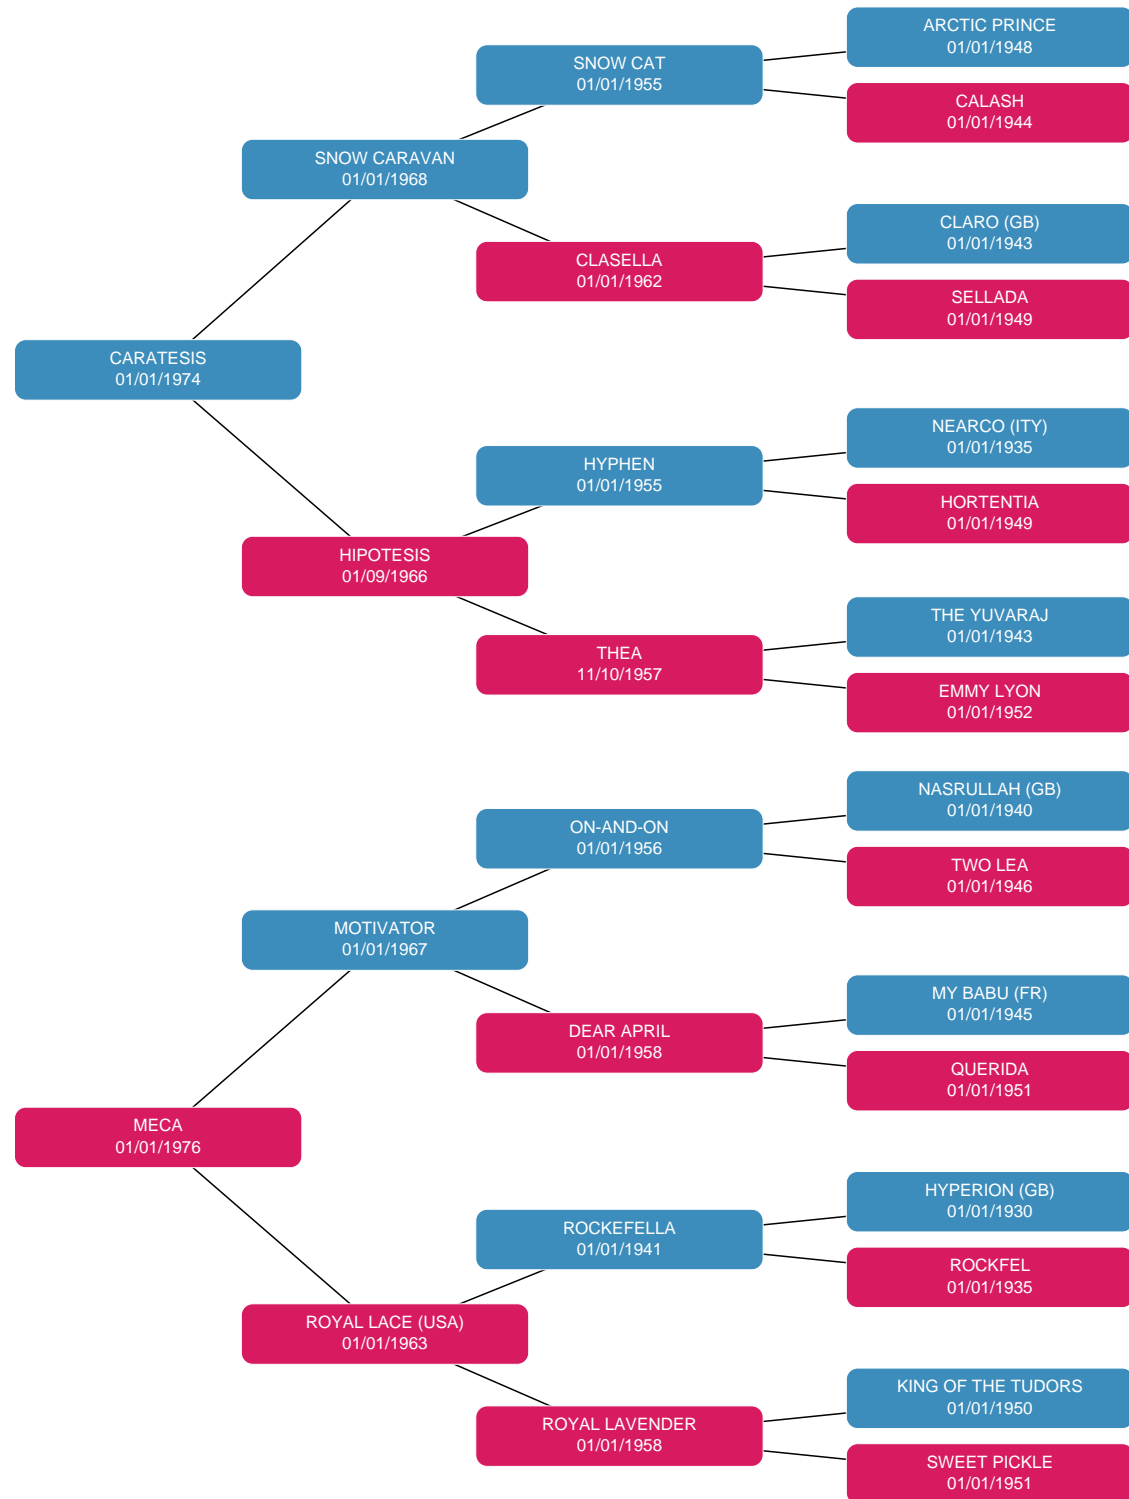 ARCTIC PRINCE
01/01/1948
SNOW CAT
01/01/1955
CALASH
01/01/1944
SNOW CARAVAN
01/01/1968
CLARO (GB)
01/01/1943
CLASELLA
01/01/1962
SELLADA
01/01/1949
CARATESIS
01/01/1974
NEARCO (ITY)
01/01/1935
HYPHEN
01/01/1955
HORTENTIA
01/01/1949
HIPOTESIS
01/09/1966
THE YUVARAJ
01/01/1943
THEA
11/10/1957
EMMY LYON
01/01/1952
NASRULLAH (GB)
01/01/1940
ON-AND-ON
01/01/1956
TWO LEA
01/01/1946
MOTIVATOR
01/01/1967
MY BABU (FR)
01/01/1945
DEAR APRIL
01/01/1958
QUERIDA
01/01/1951
MECA
01/01/1976
HYPERION (GB)
01/01/1930
ROCKEFELLA
01/01/1941
ROCKFEL
01/01/1935
ROYAL LACE (USA)
01/01/1963
KING OF THE TUDORS
01/01/1950
ROYAL LAVENDER
01/01/1958
SWEET PICKLE
01/01/1951